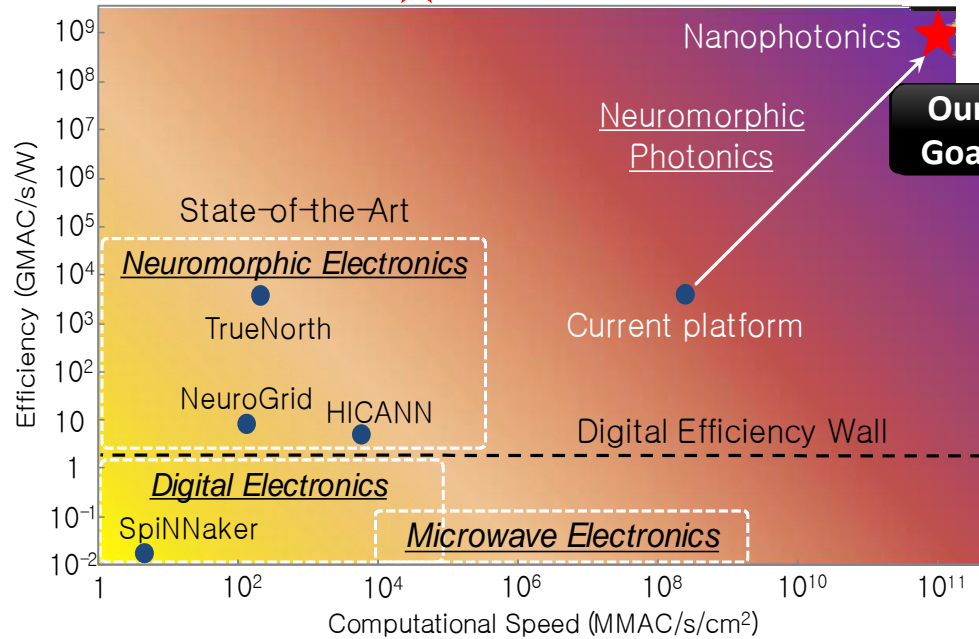 10⁹
10⁸
10⁷
10⁶
10⁵
10⁴
10³
10²
10
1
10⁻¹
10⁻²
Efficiency (GMAC/s/W)
Nanophotonics
Our
Goa
Neuromorphic
Photonics
State-of-the-Art
Neuromorphic Electronics
TrueNorth
Current platform
NeuroGrid
HICANN
Digital Efficiency Wall
Digital Electronics
SpiNNaker
Microwave Electronics
1
10²
10⁴
10⁶
10⁸
10¹⁰
10¹¹
Computational Speed (MMAC/s/cm²)